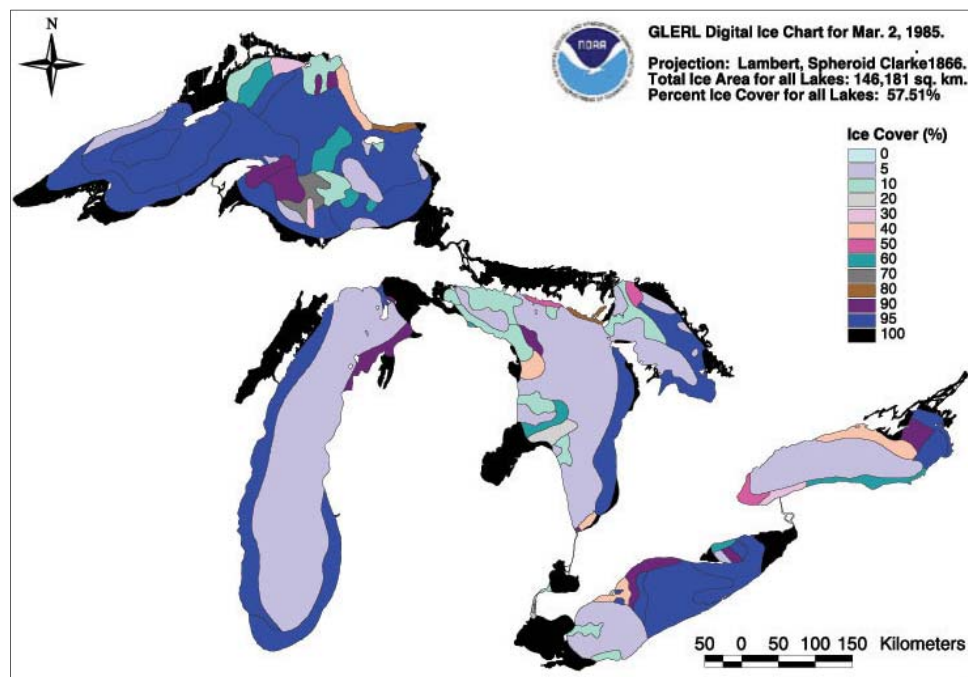 N
NOAA
GLERL Digital Ice Chart for Mar. 2, 1985.
Projection: Lambert, Spheroid Clarke1866.
Total Ice Area for all Lakes: 146,181 sq. km.
Percent Ice Cover for all Lakes: 57.51%
Ice Cover (%)
0
5
10
20
30
40
50
60
70
80
90
95
100
50 0 50 100 150 Kilometers